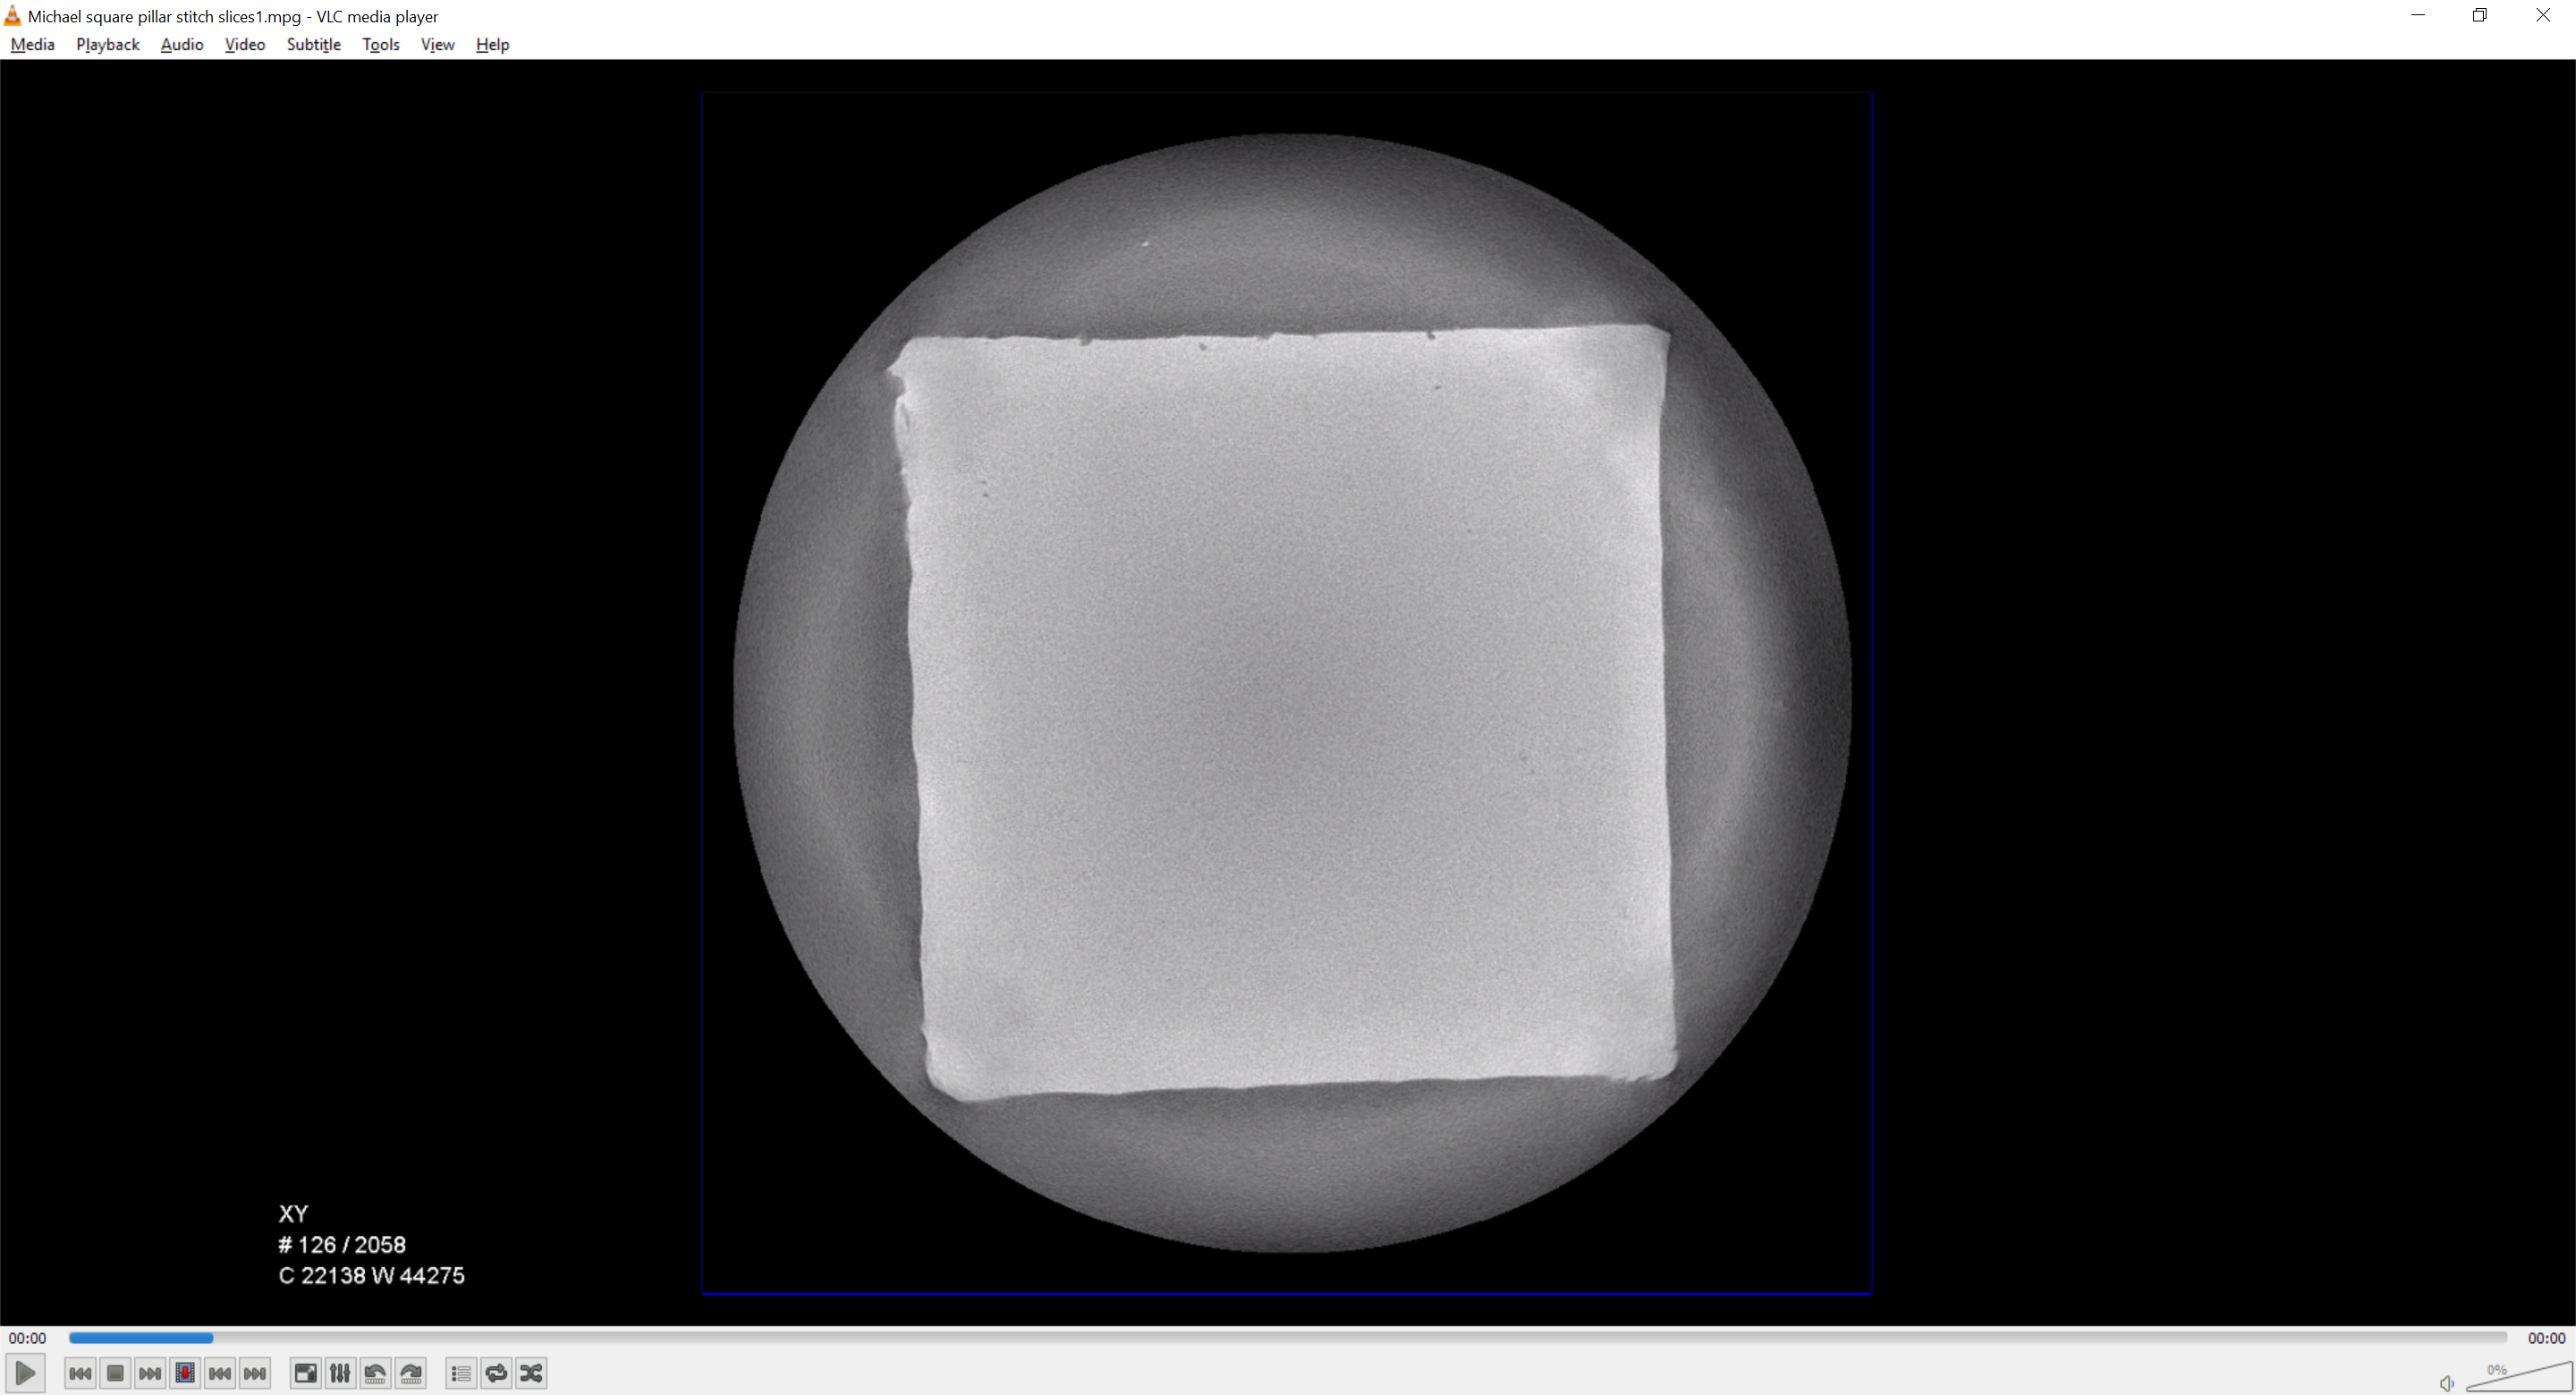 Michael square pillar stitch slices1.mpg - VLC media player
Media Playback Audio Video Subtitle Tools View Help
XY
# 126 / 2058
C 22138 W 44275
00:00 00:00
0%